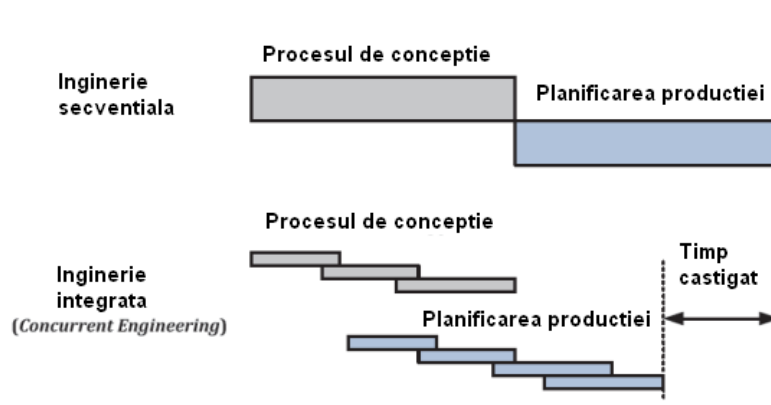 Procesul de conceptie
Inginerie
secventiala
Planificarea productiei
Procesul de conceptie
Timp
castigat
Inginerie
integrata
(Concurrent Engineering)
Planificarea productiei